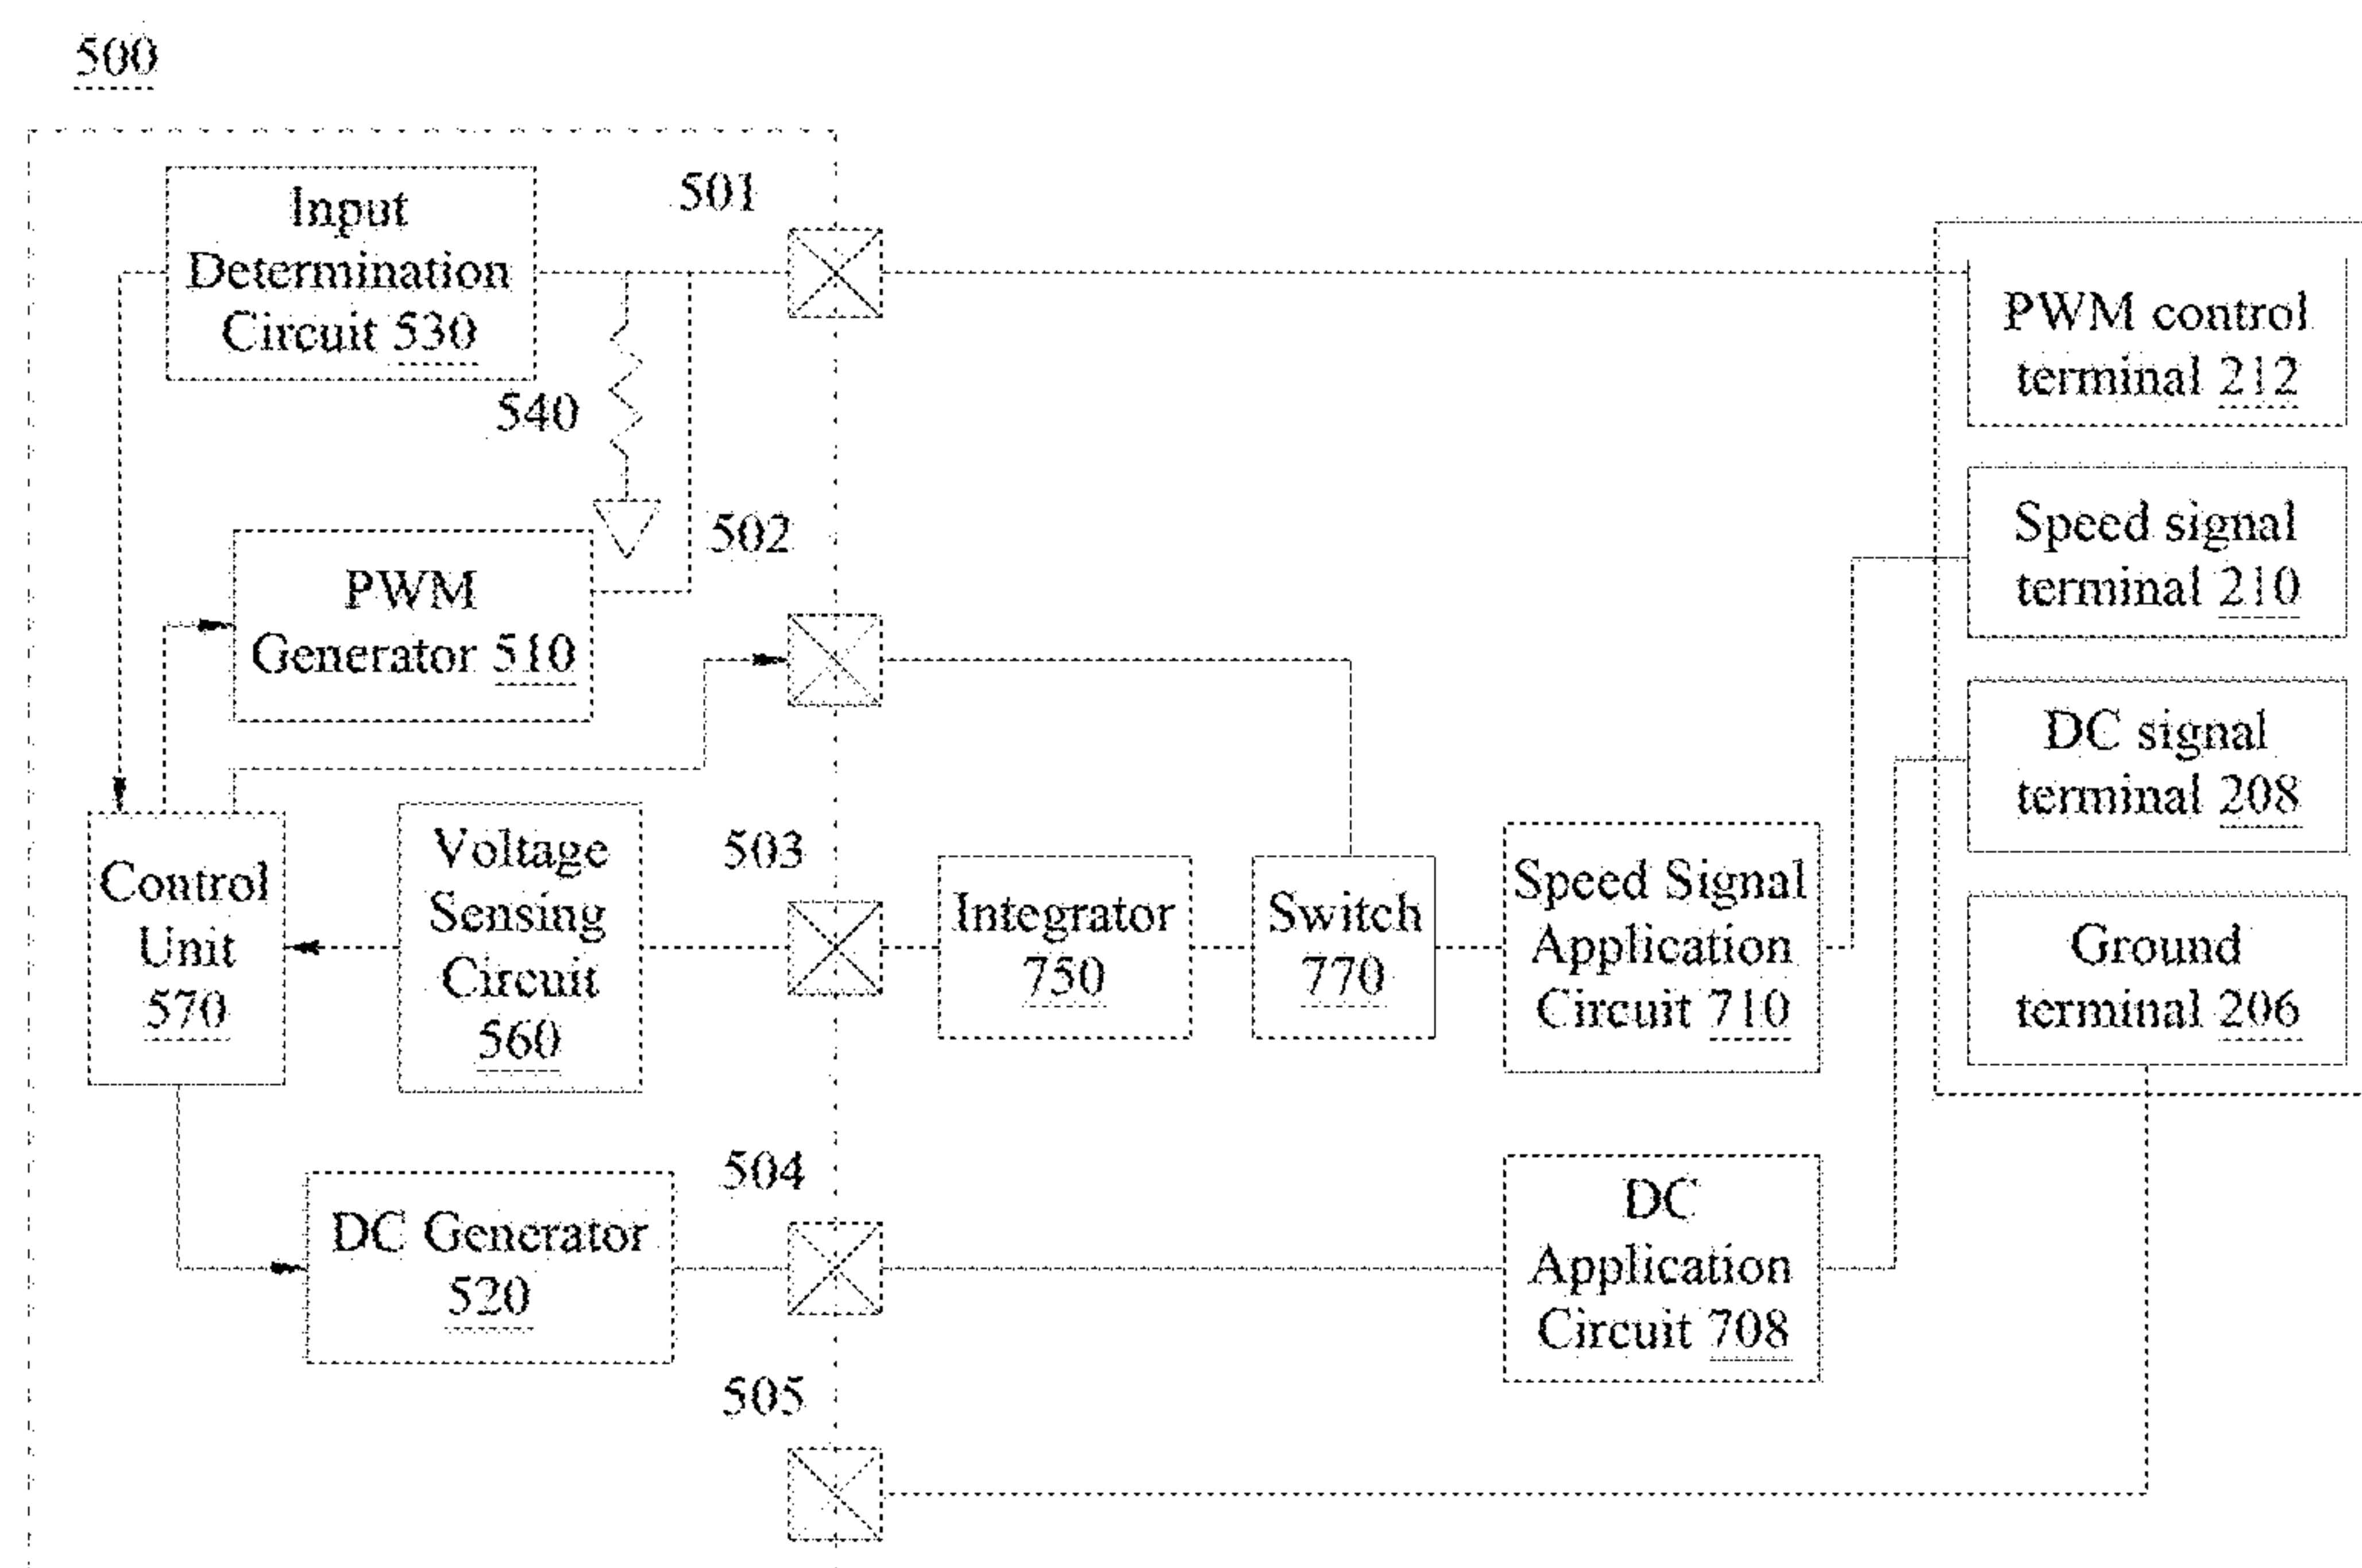 500
Input
Determination
Circuit 530
501
540
502
PWM
Generator 510
Control
Unit
570
Voltage
Sensing
Circuit
560
503
Integrator
750
Switch
770
Speed Signal
Application
Circuit 710
DC Generator
520
504
DC
Application
Circuit 708
505
PWM control
terminal 212
Speed signal
terminal 210
DC signal
terminal 208
Ground
terminal 206